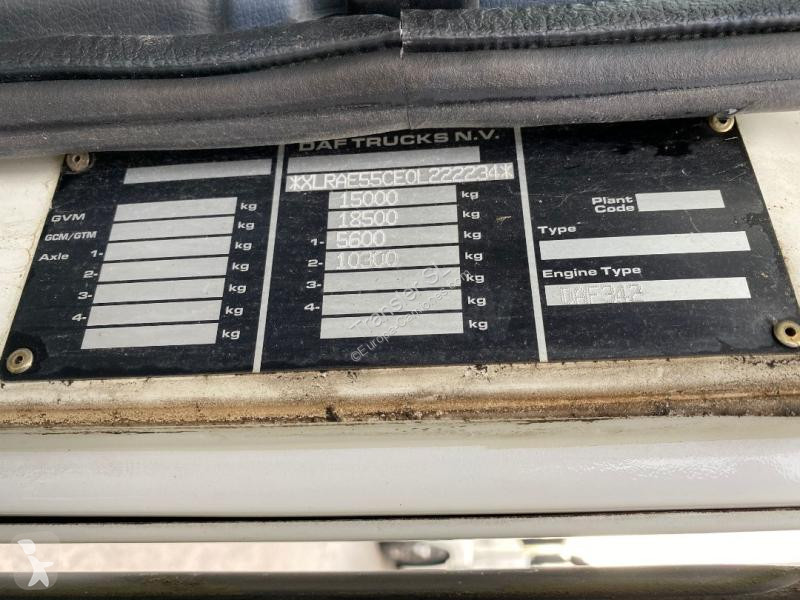 DAF TRUCKS N.V.
*XLRAE55CE0L222234*
kg 15000 kg
GVM kg 18500 kg
GCM/GTM kg 1- 5600 kg
Axle 1- kg 2- 10300 kg
2- kg 3- kg
3- kg 4- kg
4- kg kg
Plant
Code
Type
Engine Type